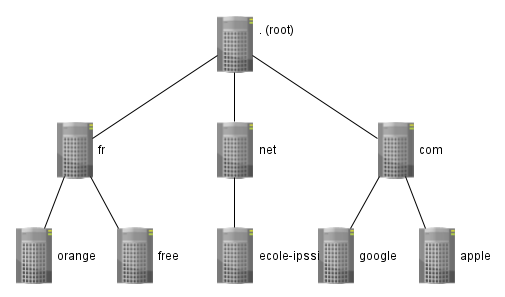 . (root)
fr
net
com
orange
free
ecole-ipssi
google
apple